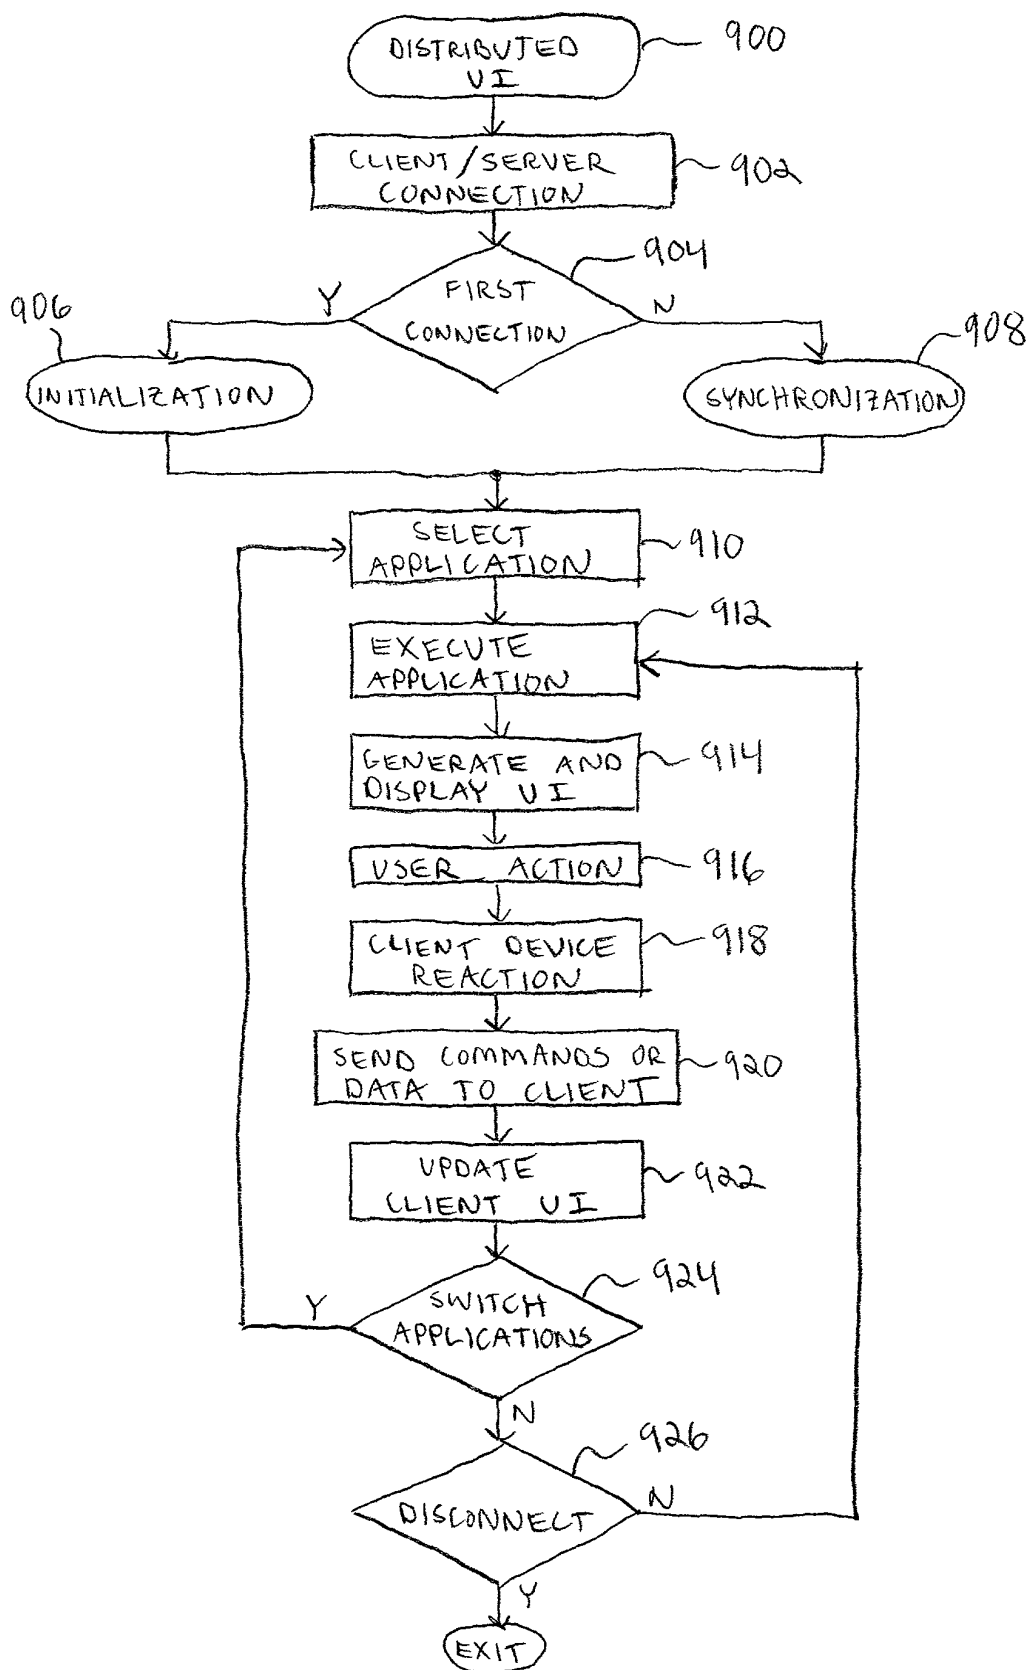 DISTRIBUTED
UI
900
CLIENT/SERVER
CONNECTION
902
904
FIRST
CONNECTION
Y
N
906
INITIALIZATION
908
SYNCHRONIZATION
SELECT
APPLICATION
910
EXECUTE
APPLICATION
912
GENERATE AND
DISPLAY UI
914
USER ACTION
916
CLIENT DEVICE
REACTION
918
SEND COMMANDS OR
DATA TO CLIENT
920
UPDATE
CLIENT UI
922
924
SWITCH
APPLICATIONS
Y
N
926
DISCONNECT
N
Y
EXIT